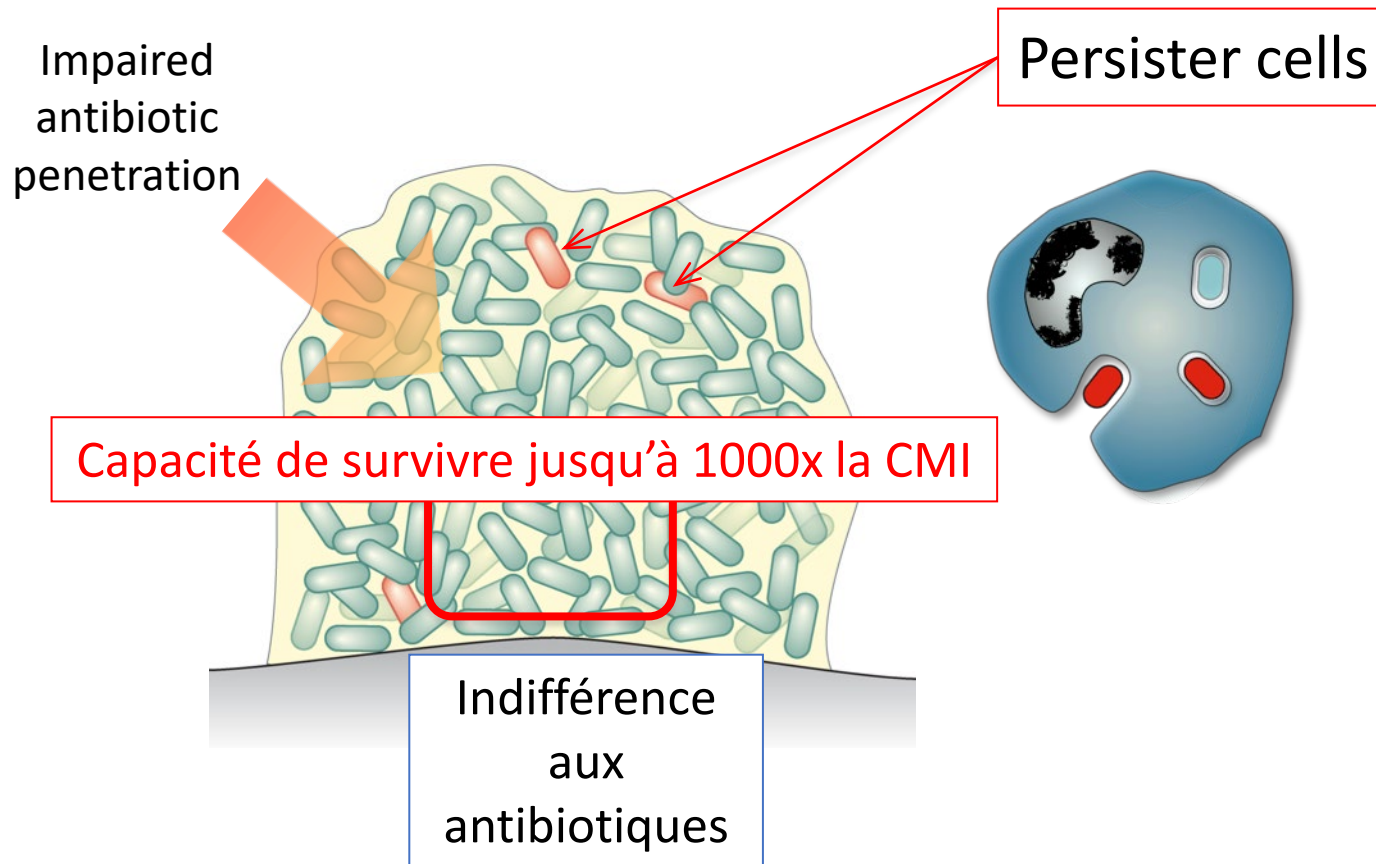 Impaired
antibiotic
penetration
Persister cells
Capacité de survivre jusqu’à 1000x la CMI
Indifférence
aux
antibiotiques